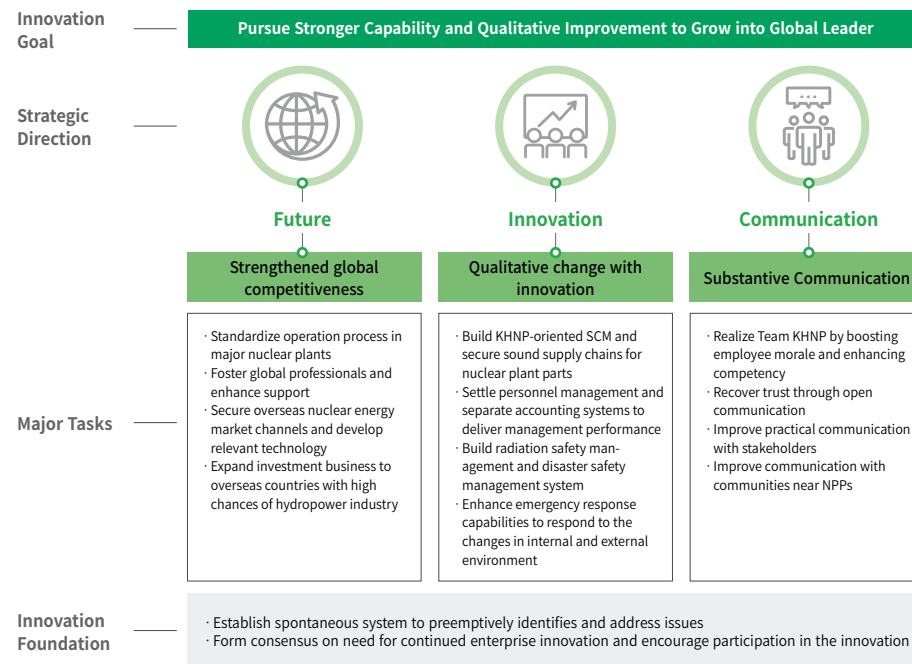 Innovation
Goal
Pursue Stronger Capability and Qualitative Improvement to Grow into Global Leader
Strategic
Direction
Future
Innovation
Communication
Strengthened global
competitiveness
Qualitative change with
innovation
Substantive Communication
Major Tasks
· Standardize operation process in
major nuclear plants
· Foster global professionals and
enhance support
· Secure overseas nuclear energy
market channels and develop
relevant technology
· Expand investment business to
overseas countries with high
chances of hydropower industry
· Build KHNP-oriented SCM and
secure sound supply chains for
nuclear plant parts
· Settle personnel management and
separate accounting systems to
deliver management performance
· Build radiation safety man-
agement and disaster safety
management system
· Enhance emergency response
capabilities to respond to the
changes in internal and external
environment
· Realize Team KHNP by boosting
employee morale and enhancing
competency
· Recover trust through open
communication
· Improve practical communication
with stakeholders
· Improve communication with
communities near NPPs
Innovation
Foundation
· Establish spontaneous system to preemptively identifies and address issues
· Form consensus on need for continued enterprise innovation and encourage participation in the innovation